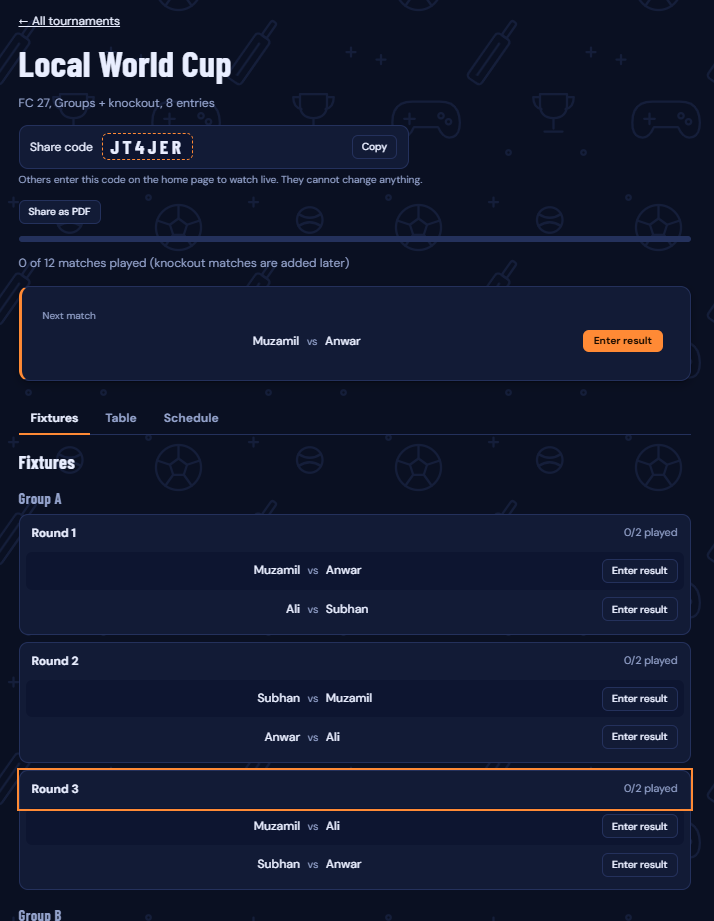 ← All tournaments
Local World Cup
FC 27, Groups + knockout, 8 entries
Share code JT4JER Copy
Others enter this code on the home page to watch live. They cannot change anything.
Share as PDF
0 of 12 matches played (knockout matches are added later)
Next match
Muzamil vs Anwar Enter result
Fixtures Table Schedule
Fixtures
Group A
Round 1 0/2 played
Muzamil vs Anwar Enter result
Ali vs Subhan Enter result
Round 2 0/2 played
Subhan vs Muzamil Enter result
Anwar vs Ali Enter result
Round 3 0/2 played
Muzamil vs Ali Enter result
Subhan vs Anwar Enter result
Group B